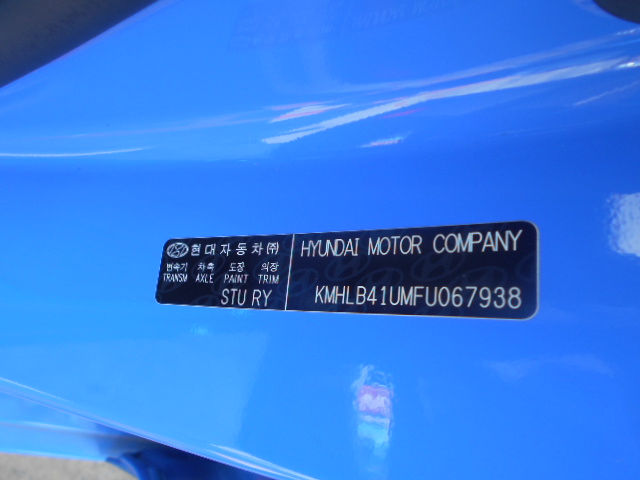 현대자동차㈜
변속기 차축 도장 의장
TRANSM AXLE PAINT TRIM
STU RY
HYUNDAI MOTOR COMPANY
KMHLB41UMFU067938